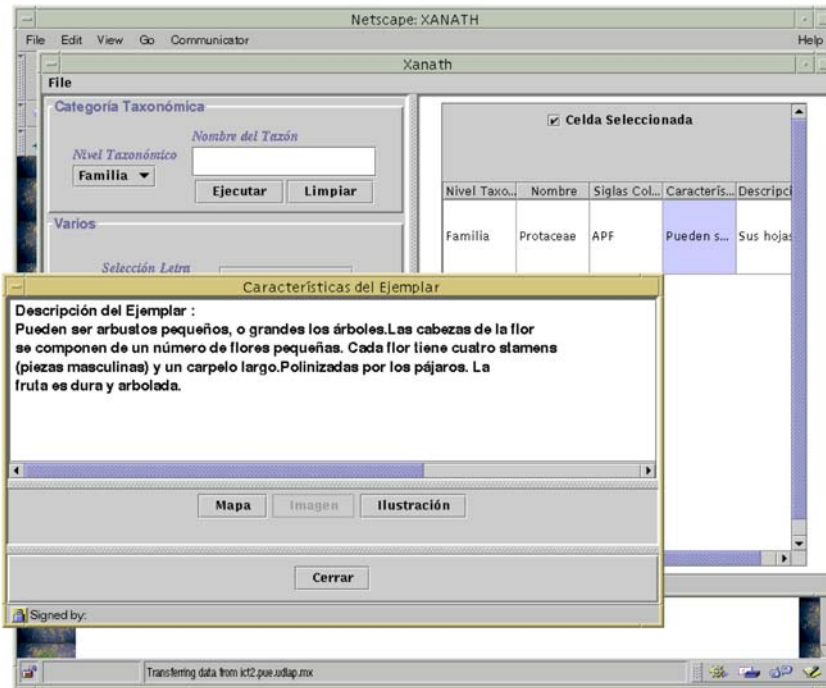 Netscape: XANATH
File Edit View Go Communicator Help
Xanath
File
Categoría Taxonómica
Nombre del Taxón
Nivel Taxonómico
Familia
Ejecutar Limpiar
Varios
Selección Letra
Celda Seleccionada
Nivel Taxo... Nombre Siglas Col... Caracterís... Descripci
Familia Protaceae APF Pueden s... Sus hojas
Características del Ejemplar
Descripción del Ejemplar :
Pueden ser arbustos pequeños, o grandes los árboles.Las cabezas de la flor
se componen de un número de flores pequeñas. Cada flor tiene cuatro stamens
(piezas masculinas) y un carpelo largo.Polinizadas por los pájaros. La
fruta es dura y arbolada.
Mapa Imagen Ilustración
Cerrar
Signed by:
Transferring data from ict2.pue.udlap.mx